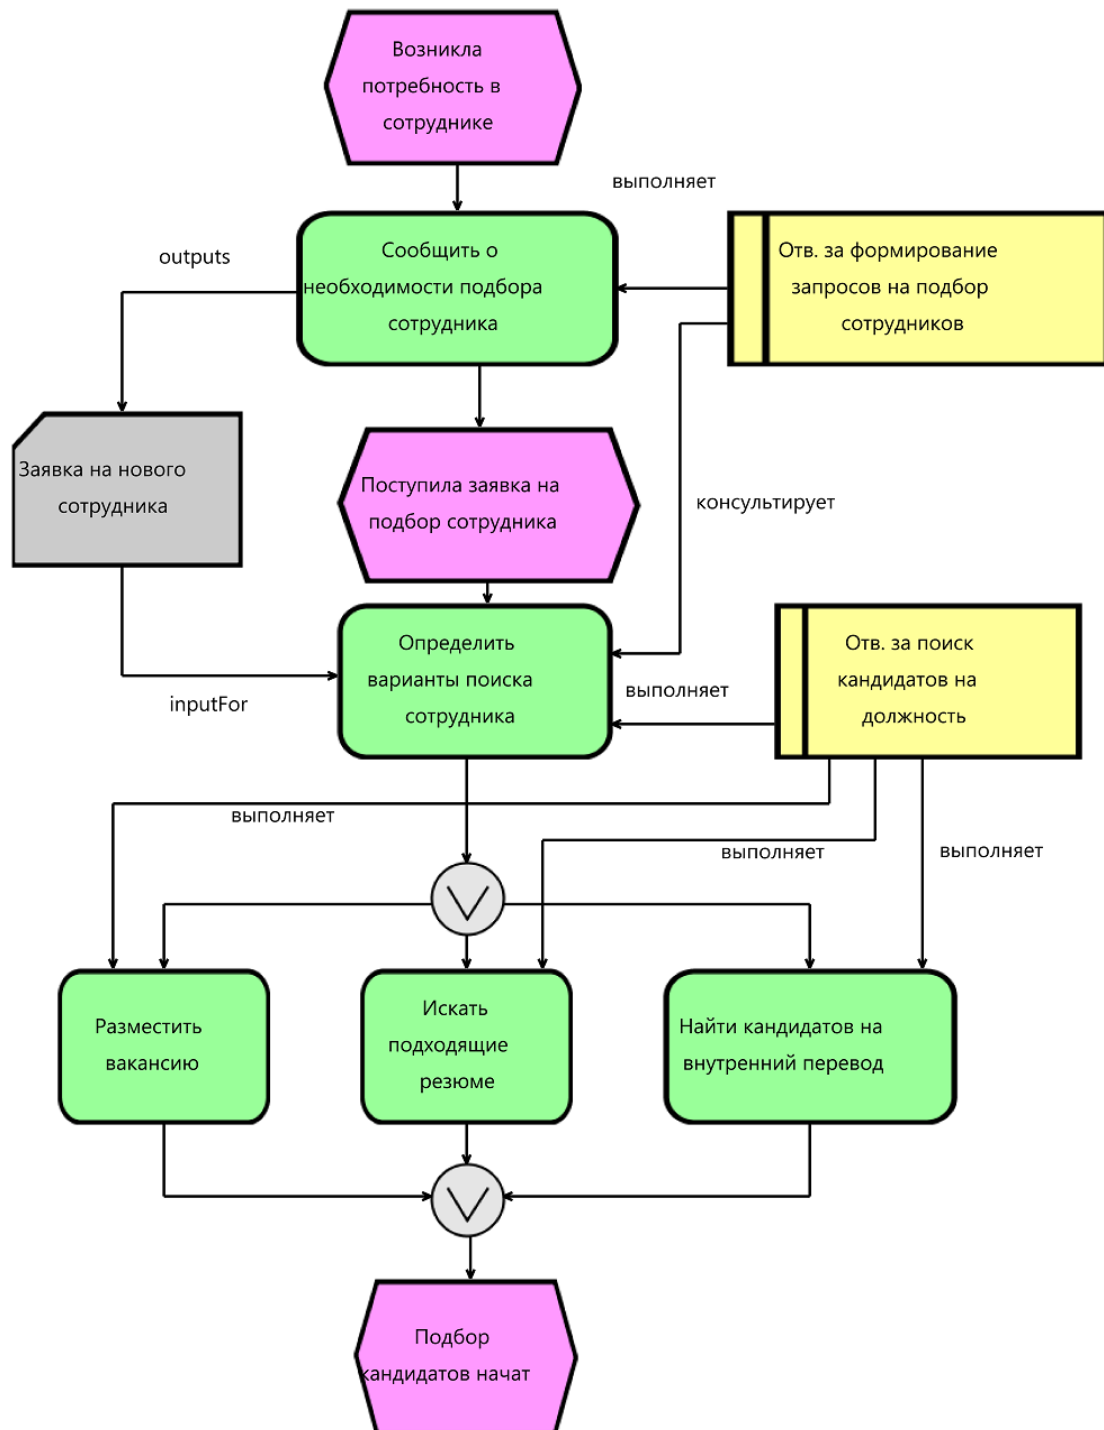 Возникла
потребность в
сотруднике
выполняет
Сообщить о
необходимости подбора
сотрудника
Отв. за формирование
запросов на подбор
сотрудников
outputs
Заявка на нового
сотрудника
Поступила заявка на
подбор сотрудника
консультирует
Определить
варианты поиска
сотрудника
Отв. за поиск
кандидатов на
должность
выполняет
inputFor
выполняет
выполняет
выполняет
Разместить
вакансию
Искать
подходящие
резюме
Найти кандидатов на
внутренний перевод
Подбор
кандидатов начат